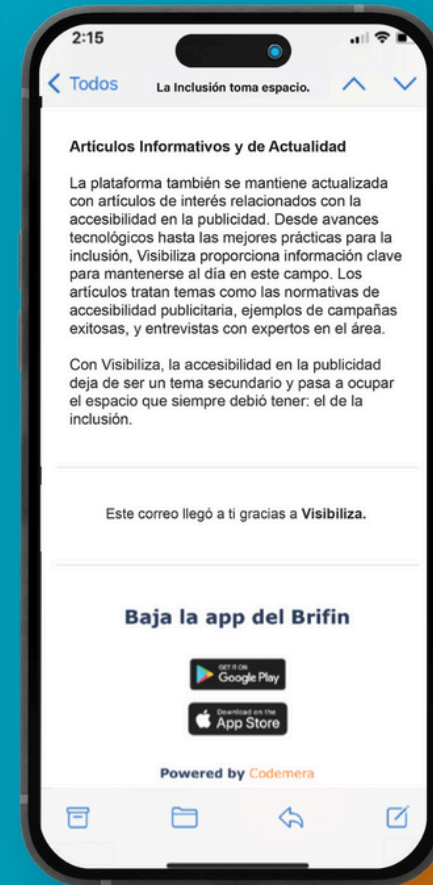 2:15
Todos
La Inclusión toma espacio.
Artículos Informativos y de Actualidad
La plataforma también se mantiene actualizada
con artículos de interés relacionados con la
accesibilidad en la publicidad. Desde avances
tecnológicos hasta las mejores prácticas para la
inclusión, Visibiliza proporciona información clave
para mantenerse al día en este campo. Los
artículos tratan temas como las normativas de
accesibilidad publicitaria, ejemplos de campañas
exitosas, y entrevistas con expertos en el área.
Con Visibiliza, la accesibilidad en la publicidad
deja de ser un tema secundario y pasa a ocupar
el espacio que siempre debió tener: el de la
inclusión.
Este correo llegó a ti gracias a Visibiliza.
Baja la app del Brifin
GET IT ON
Google Play
Download on the
App Store
Powered by Codemera